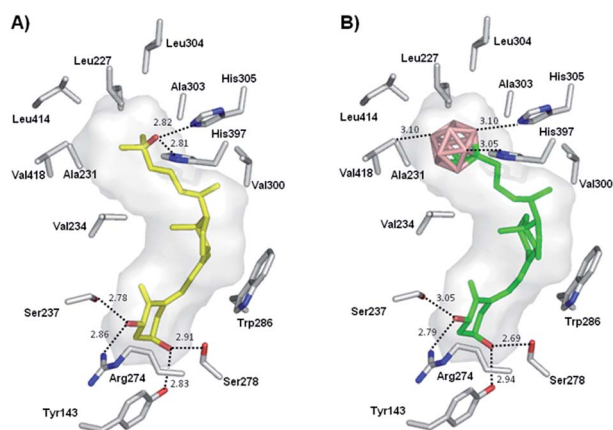 A)
Leu304
Leu227
Ala303
His305
Leu414
2.82
2.81
His397
Val418
Ala231
Val300
Val234
Ser237
2.78
2.86
2.91
Trp286
Arg274
2.83
Ser278
Tyr143
B)
Leu304
Leu227
Ala303
His305
Leu414
3.10
3.10
His397
3.05
Val418
Ala231
Val300
Val234
Ser237
3.05
2.79
2.69
Trp286
Arg274
2.94
Ser278
Tyr143